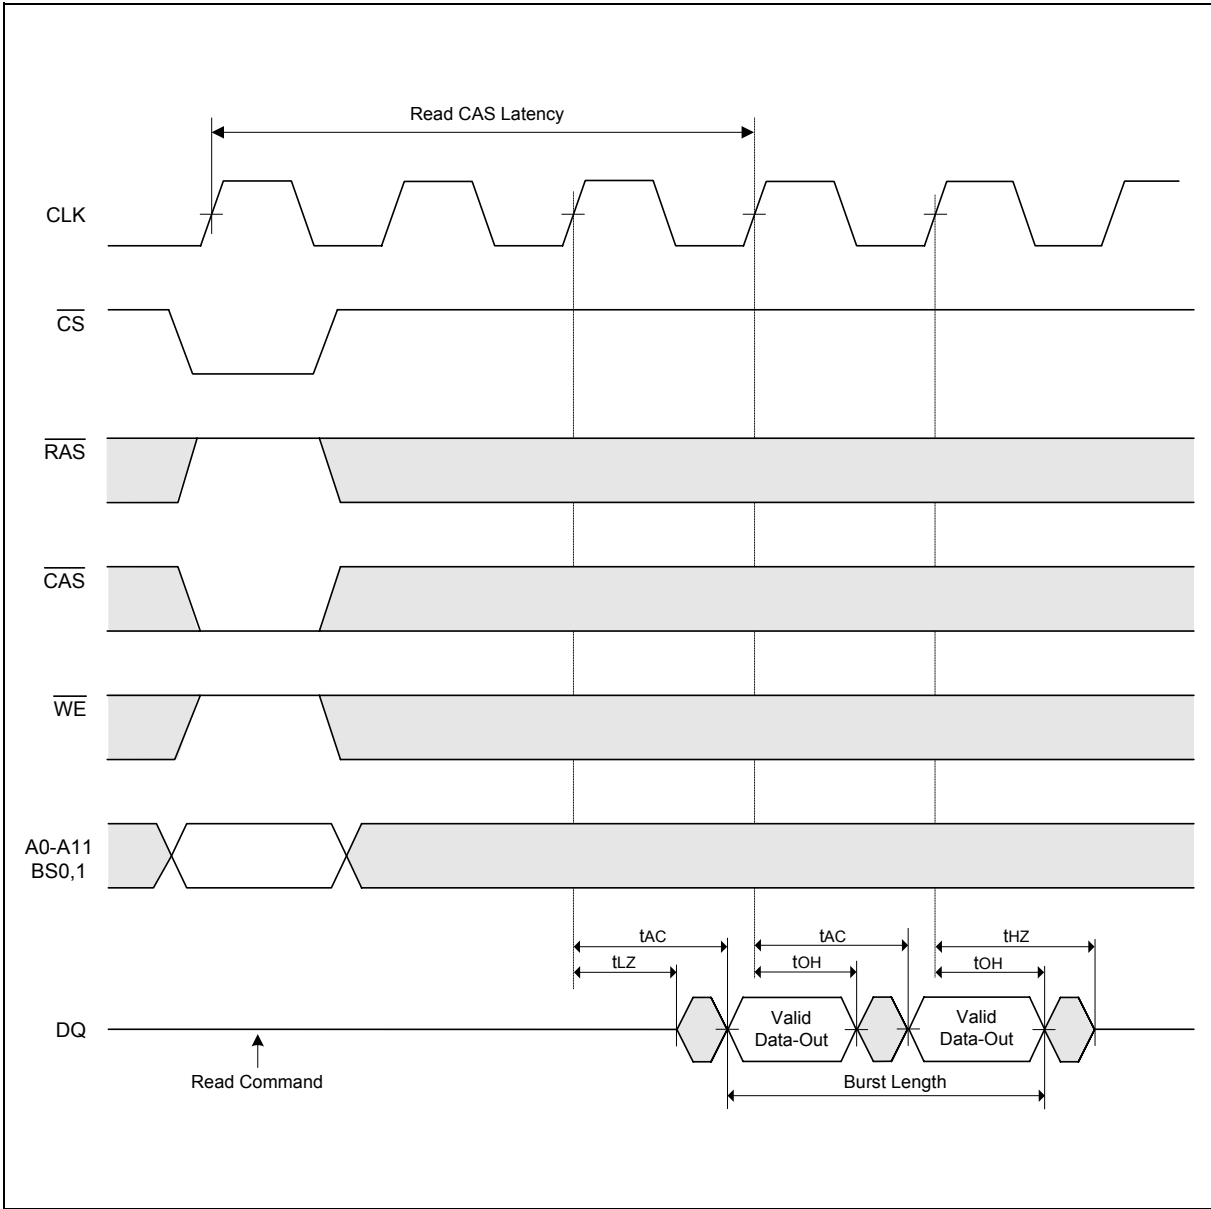 Read CAS Latency
CLK
CS
RAS
CAS
WE
A0-A11
BS0,1
tAC tAC tHZ
tLZ tOH tOH
DQ
Valid
Data-Out
Valid
Data-Out
Read Command
Burst Length